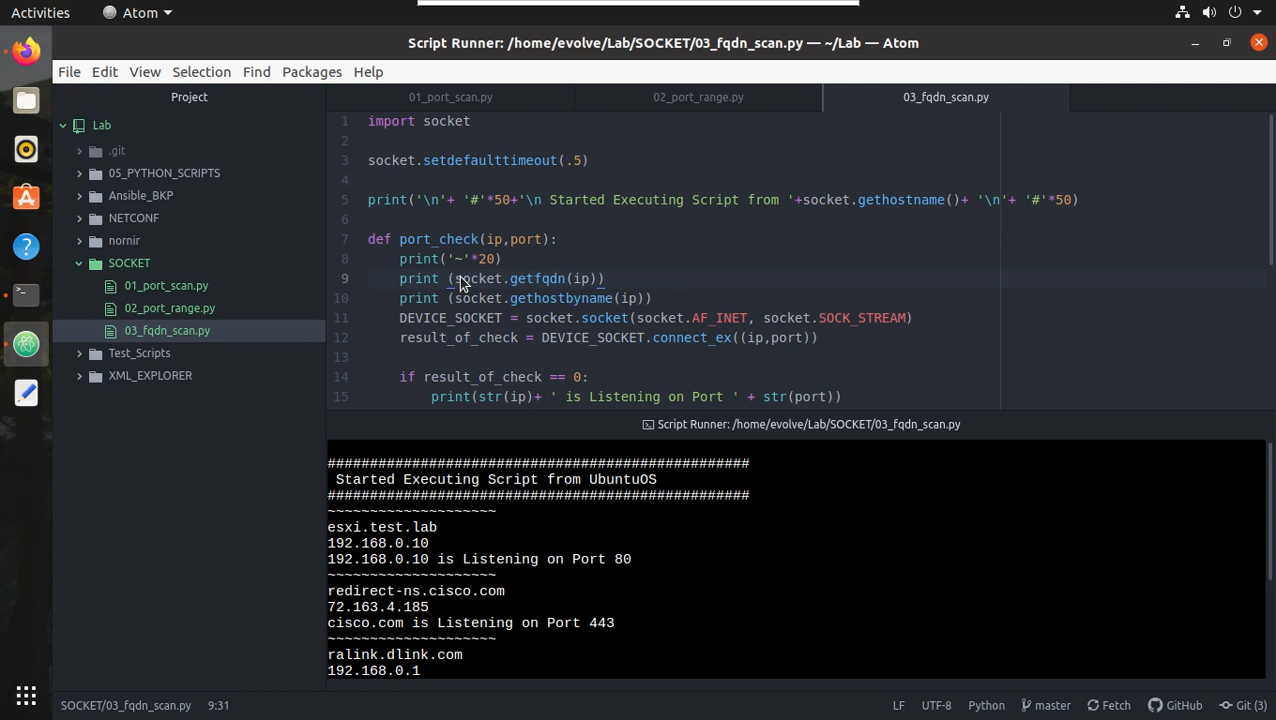 Activities
Atom
Script Runner: /home/evolve/Lab/SOCKET/03_fqdn_scan.py — ~/Lab — Atom
File Edit View Selection Find Packages Help
Project
01_port_scan.py
02_port_range.py
03_fqdn_scan.py
Lab
.git
05_PYTHON_SCRIPTS
Ansible_BKP
NETCONF
nornir
SOCKET
01_port_scan.py
02_port_range.py
03_fqdn_scan.py
Test_Scripts
XML_EXPLORER
1 import socket
2
3 socket.setdefaulttimeout(.5)
4
5 print('\n'+ '#'*50+'\n Started Executing Script from '+socket.gethostname()+ '\n'+ '#'*50)
6
7 def port_check(ip,port):
8 print('~'*20)
9 print (socket.getfqdn(ip))
10 print (socket.gethostbyname(ip))
11 DEVICE_SOCKET = socket.socket(socket.AF_INET, socket.SOCK_STREAM)
12 result_of_check = DEVICE_SOCKET.connect_ex((ip,port))
13
14 if result_of_check == 0:
15 print(str(ip)+ ' is Listening on Port ' + str(port))
Script Runner: /home/evolve/Lab/SOCKET/03_fqdn_scan.py
##################################################
Started Executing Script from UbuntuOS
##################################################
~~~~~~~~~~~~~~~~~~~~
esxi.test.lab
192.168.0.10
192.168.0.10 is Listening on Port 80
~~~~~~~~~~~~~~~~~~~~
redirect-ns.cisco.com
72.163.4.185
cisco.com is Listening on Port 443
~~~~~~~~~~~~~~~~~~~~
ralink.dlink.com
192.168.0.1
SOCKET/03_fqdn_scan.py 9:31
LF UTF-8 Python master Fetch GitHub Git (3)